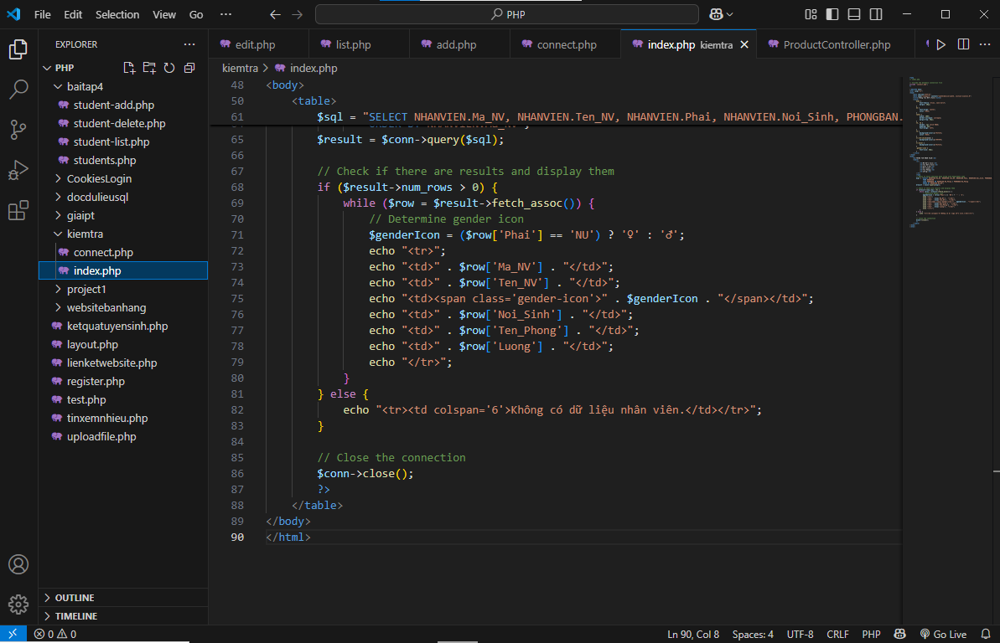 File Edit Selection View Go ··· PHP
EXPLORER ···
PHP
baitap4
student-add.php
student-delete.php
student-list.php
students.php
CookiesLogin
docdulieusql
giaipt
kiemtra
connect.php
index.php
project1
websitebanhang
ketquatuyensinh.php
layout.php
lienketwebsite.php
register.php
test.php
tinxemnhieu.php
uploadfile.php
OUTLINE
TIMELINE
edit.php list.php add.php connect.php index.php kiemtra ProductController.php ···
kiemtra > index.php
48 <body>
50 <table>
61 $sql = "SELECT NHANVIEN.Ma_NV, NHANVIEN.Ten_NV, NHANVIEN.Phai, NHANVIEN.Noi_Sinh, PHONGBAN.
65 $result = $conn->query($sql);
66
67 // Check if there are results and display them
68 if ($result->num_rows > 0) {
69 while ($row = $result->fetch_assoc()) {
70 // Determine gender icon
71 $genderIcon = ($row['Phai'] == 'NU') ? '♀' : '♂';
72 echo "<tr>";
73 echo "<td>" . $row['Ma_NV'] . "</td>";
74 echo "<td>" . $row['Ten_NV'] . "</td>";
75 echo "<td><span class='gender-icon'>" . $genderIcon . "</span></td>";
76 echo "<td>" . $row['Noi_Sinh'] . "</td>";
77 echo "<td>" . $row['Ten_Phong'] . "</td>";
78 echo "<td>" . $row['Luong'] . "</td>";
79 echo "</tr>";
80 }
81 } else {
82 echo "<tr><td colspan='6'>Không có dữ liệu nhân viên.</td></tr>";
83 }
84
85 // Close the connection
86 $conn->close();
87 ?>
88 </table>
89 </body>
90 </html>
0 0 Ln 90, Col 8 Spaces: 4 UTF-8 CRLF PHP Go Live